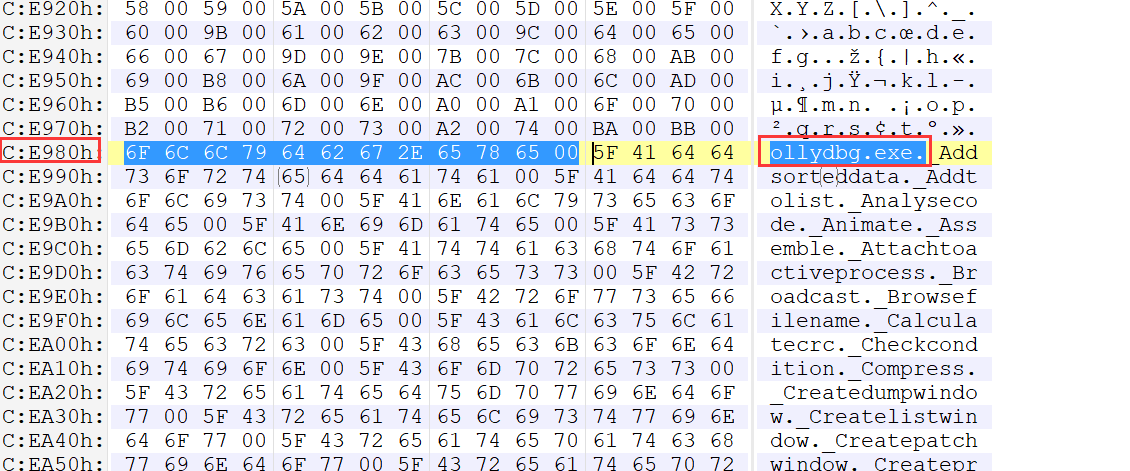 C:E920h: 58 00 59 00 5A 00 5B 00 5C 00 5D 00 5E 00 5F 00 X.Y.Z.[.\.].^._.
C:E930h: 60 00 9B 00 61 00 62 00 63 00 9C 00 64 00 65 00 `.›.a.b.c.œ.d.e.
C:E940h: 66 00 67 00 9D 00 9E 00 7B 00 7C 00 68 00 AB 00 f.g...ž.{.|.h.«.
C:E950h: 69 00 B8 00 6A 00 9F 00 AC 00 6B 00 6C 00 AD 00 i.¸.j.Ÿ.¬.k.l.-.
C:E960h: B5 00 B6 00 6D 00 6E 00 A0 00 A1 00 6F 00 70 00 µ.¶.m.n. .¡.o.p.
C:E970h: B2 00 71 00 72 00 73 00 A2 00 74 00 BA 00 BB 00 ².q.r.s.¢.t.º.».
C:E980h: 6F 6C 6C 79 64 62 67 2E 65 78 65 00 5F 41 64 64 ollydbg.exe._Add
C:E990h: 73 6F 72 74 65 64 64 61 74 61 00 5F 41 64 64 74 sorteddata._Addt
C:E9A0h: 6F 6C 69 73 74 00 5F 41 6E 61 6C 79 73 65 63 6F olist._Analyseco
C:E9B0h: 64 65 00 5F 41 6E 69 6D 61 74 65 00 5F 41 73 73 de._Animate._Ass
C:E9C0h: 65 6D 62 6C 65 00 5F 41 74 74 61 63 68 74 6F 61 emble._Attachtoa
C:E9D0h: 63 74 69 76 65 70 72 6F 63 65 73 73 00 5F 42 72 ctiveprocess._Br
C:E9E0h: 6F 61 64 63 61 73 74 00 5F 42 72 6F 77 73 65 66 oadcast._Browsef
C:E9F0h: 69 6C 65 6E 61 6D 65 00 5F 43 61 6C 63 75 6C 61 ilename._Calcula
C:EA00h: 74 65 63 72 63 00 5F 43 68 65 63 6B 63 6F 6E 64 tecrc._Checkcond
C:EA10h: 69 74 69 6F 6E 00 5F 43 6F 6D 70 72 65 73 73 00 ition._Compress.
C:EA20h: 5F 43 72 65 61 74 65 64 75 6D 70 77 69 6E 64 6F _Createdumpwindo
C:EA30h: 77 00 5F 43 72 65 61 74 65 6C 69 73 74 77 69 6E w._Createlistwin
C:EA40h: 64 6F 77 00 5F 43 72 65 61 74 65 70 61 74 63 68 dow._Createpatch
C:EA50h: 77 69 6E 64 6F 77 00 5F 43 72 65 61 74 65 70 72 window._Createpr